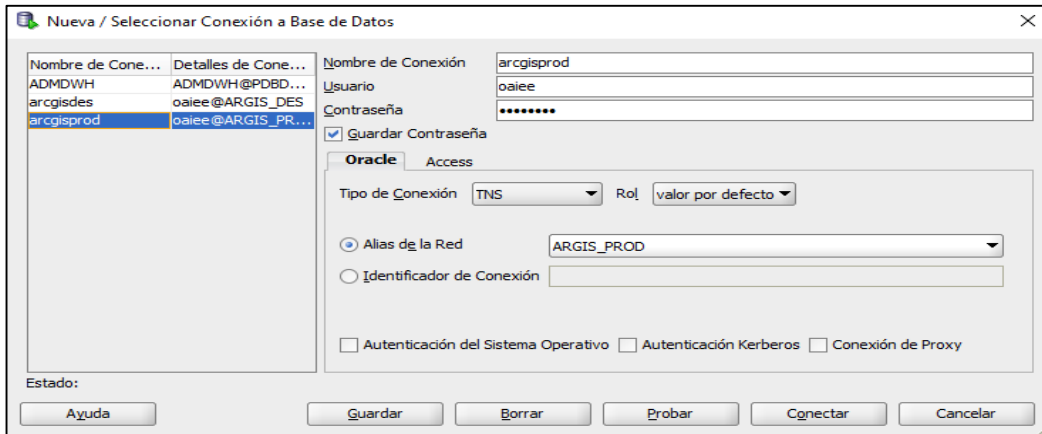 Nueva / Seleccionar Conexión a Base de Datos
Nombre de Cone... Detalles de Cone...
ADMDWH ADMDWH@PDBD...
arcgisdes oaiee@ARGIS_DES
arcgisprod oaiee@ARGIS_PR...
Nombre de Conexión arcgisprod
Usuario oaiee
Contraseña ••••••••
Guardar Contraseña
Oracle Access
Tipo de Conexión TNS Rol valor por defecto
Alias de la Red ARGIS_PROD
Identificador de Conexión
Autenticación del Sistema Operativo Autenticación Kerberos Conexión de Proxy
Estado:
Ayuda Guardar Borrar Probar Conectar Cancelar